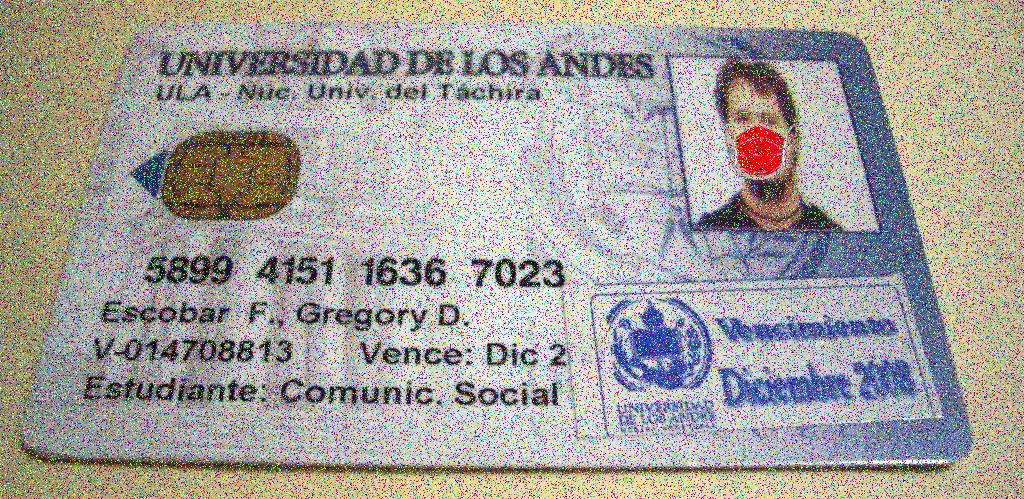 UNIVERSIDAD DE LOS ANDES
ULA - Núc. Univ. del Táchira
5899 4151 1636 7023
Escobar F., Gregory D.
V-014708813 Vence: Dic 2
Estudiante: Comunic. Social
Vencimiento
Diciembre 2008
UNIVERSIDAD
DE LOS ANDES